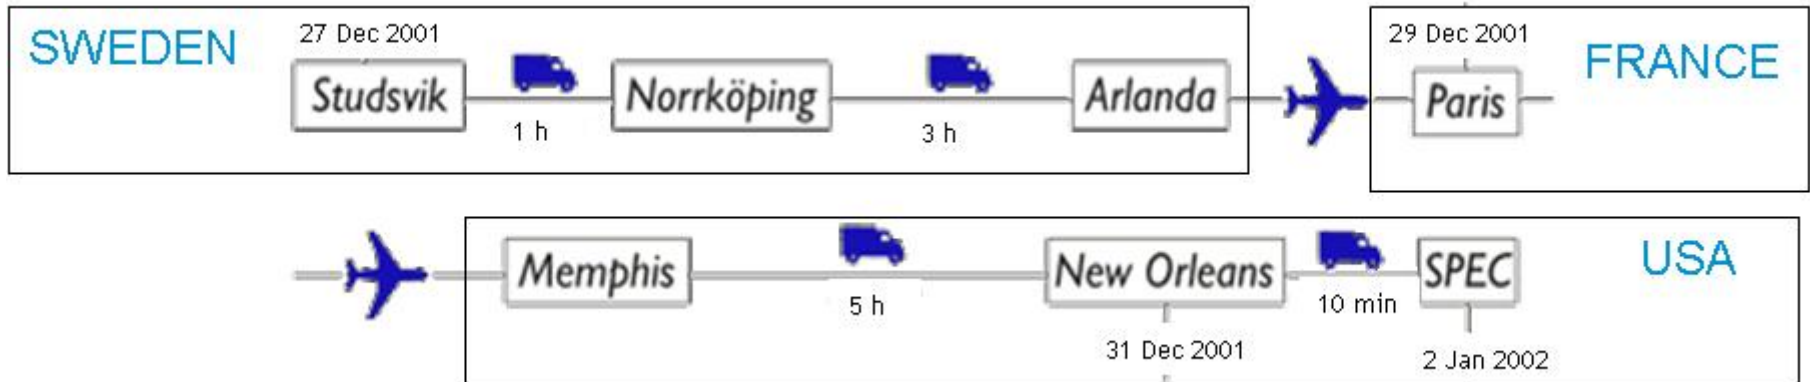 SWEDEN
27 Dec 2001
Studsvik
1 h
Norrköping
3 h
Arlanda
29 Dec 2001
Paris
FRANCE
Memphis
5 h
New Orleans
31 Dec 2001
10 min
SPEC
2 Jan 2002
USA